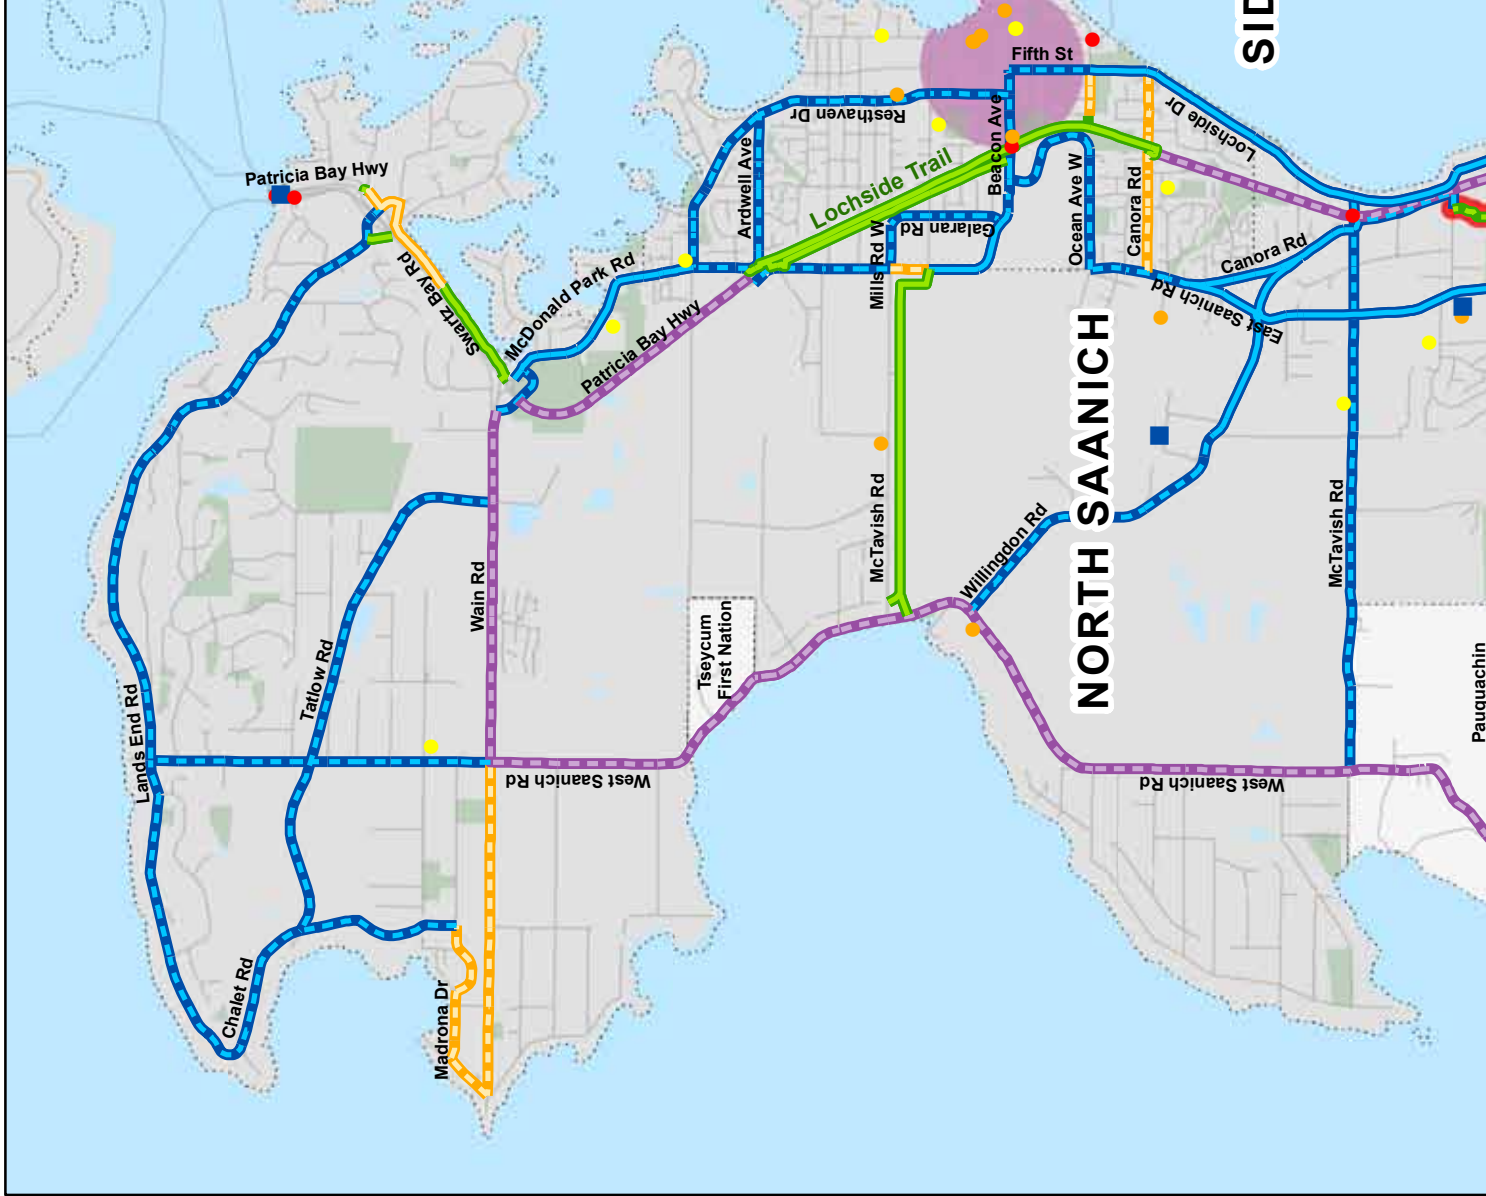 SID
Fifth St
Lochside Dr
Resthaven Dr
Beacon Ave
Ardwell Ave
Lochside Trail
Patricia Bay Hwy
Ocean Ave W
Canora Rd
Galaran Rd
Mills Rd W
Canora Rd
East Saanich Rd
Swartz Bay Rd
McDonald Park Rd
Patricia Bay Hwy
NORTH SAANICH
McTavish Rd
McTavish Rd
Willingdon Rd
Wain Rd
Tseycum
First Nation
Tatlow Rd
Pauquachin
Lands End Rd
West Saanich Rd
West Saanich Rd
Chalet Rd
Madrona Dr